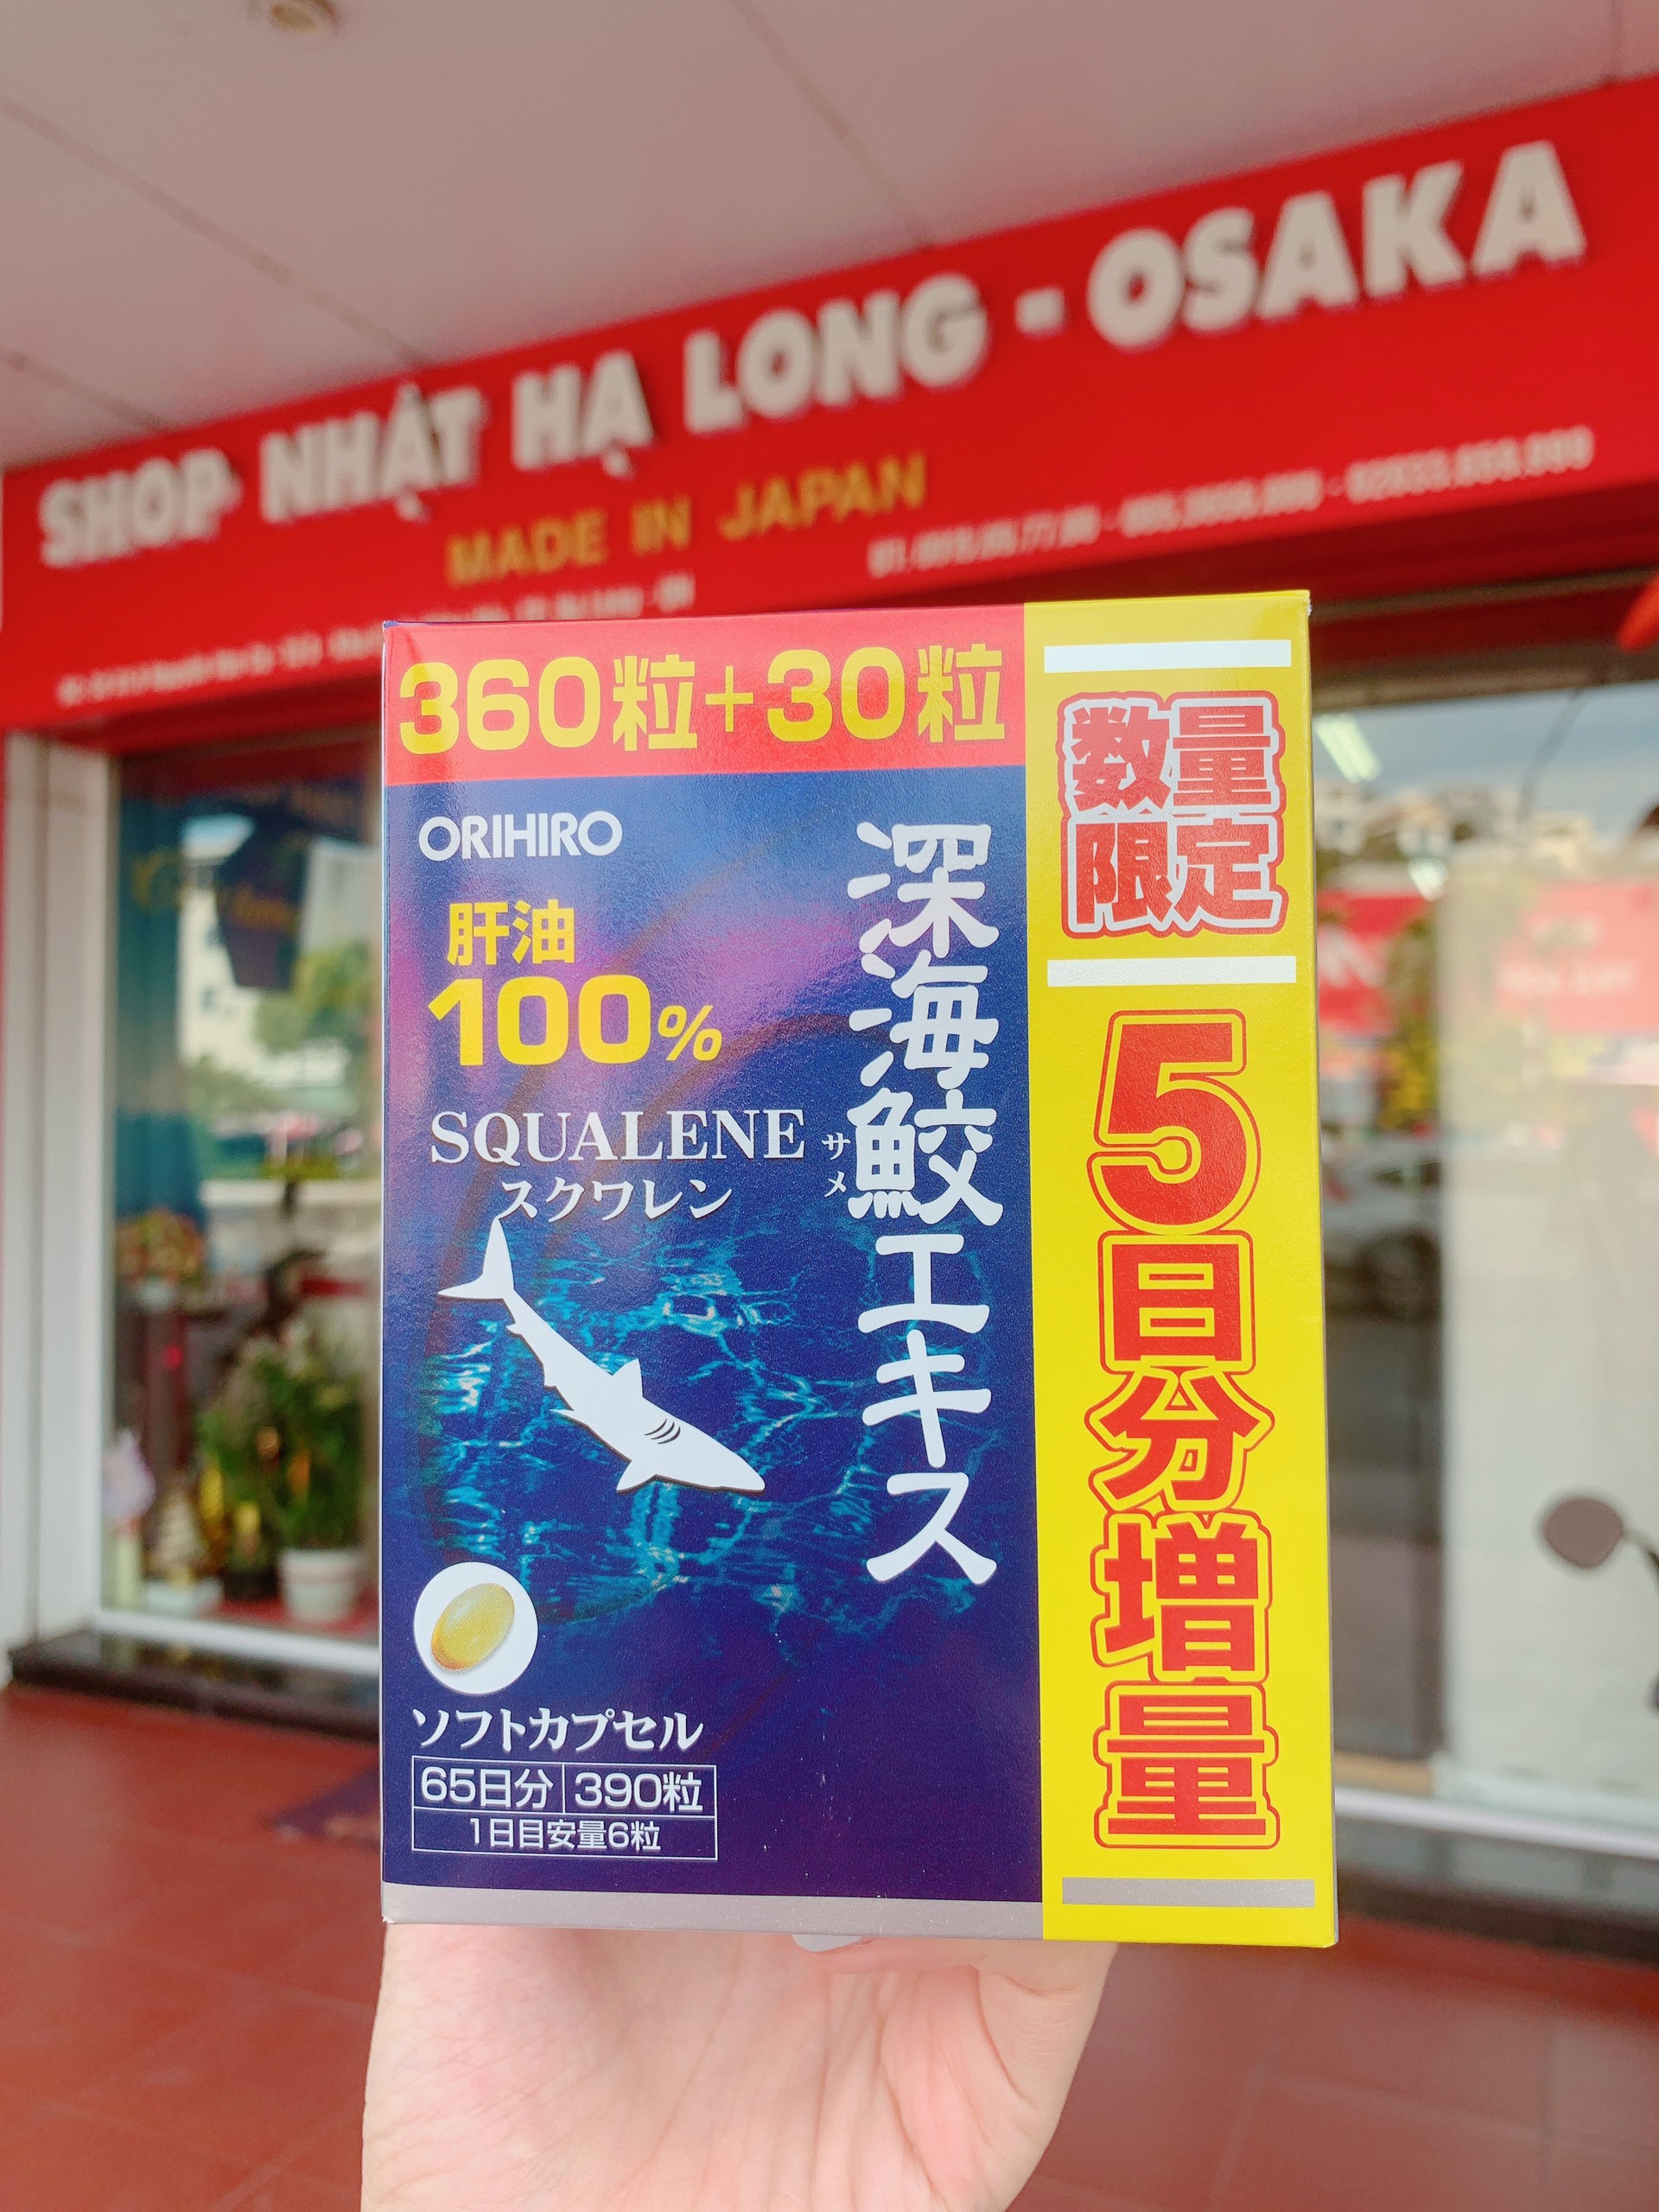 SHOP NHẬT HẠ LONG - OSAKA
MADE IN JAPAN
360粒+30粒
ORIHIRO
肝油
100%
SQUALENE
スクワレン
深海鮫エキス
サメ
ソフトカプセル
65日分 390粒
1日目安量6粒
数量
限定
5日分増量